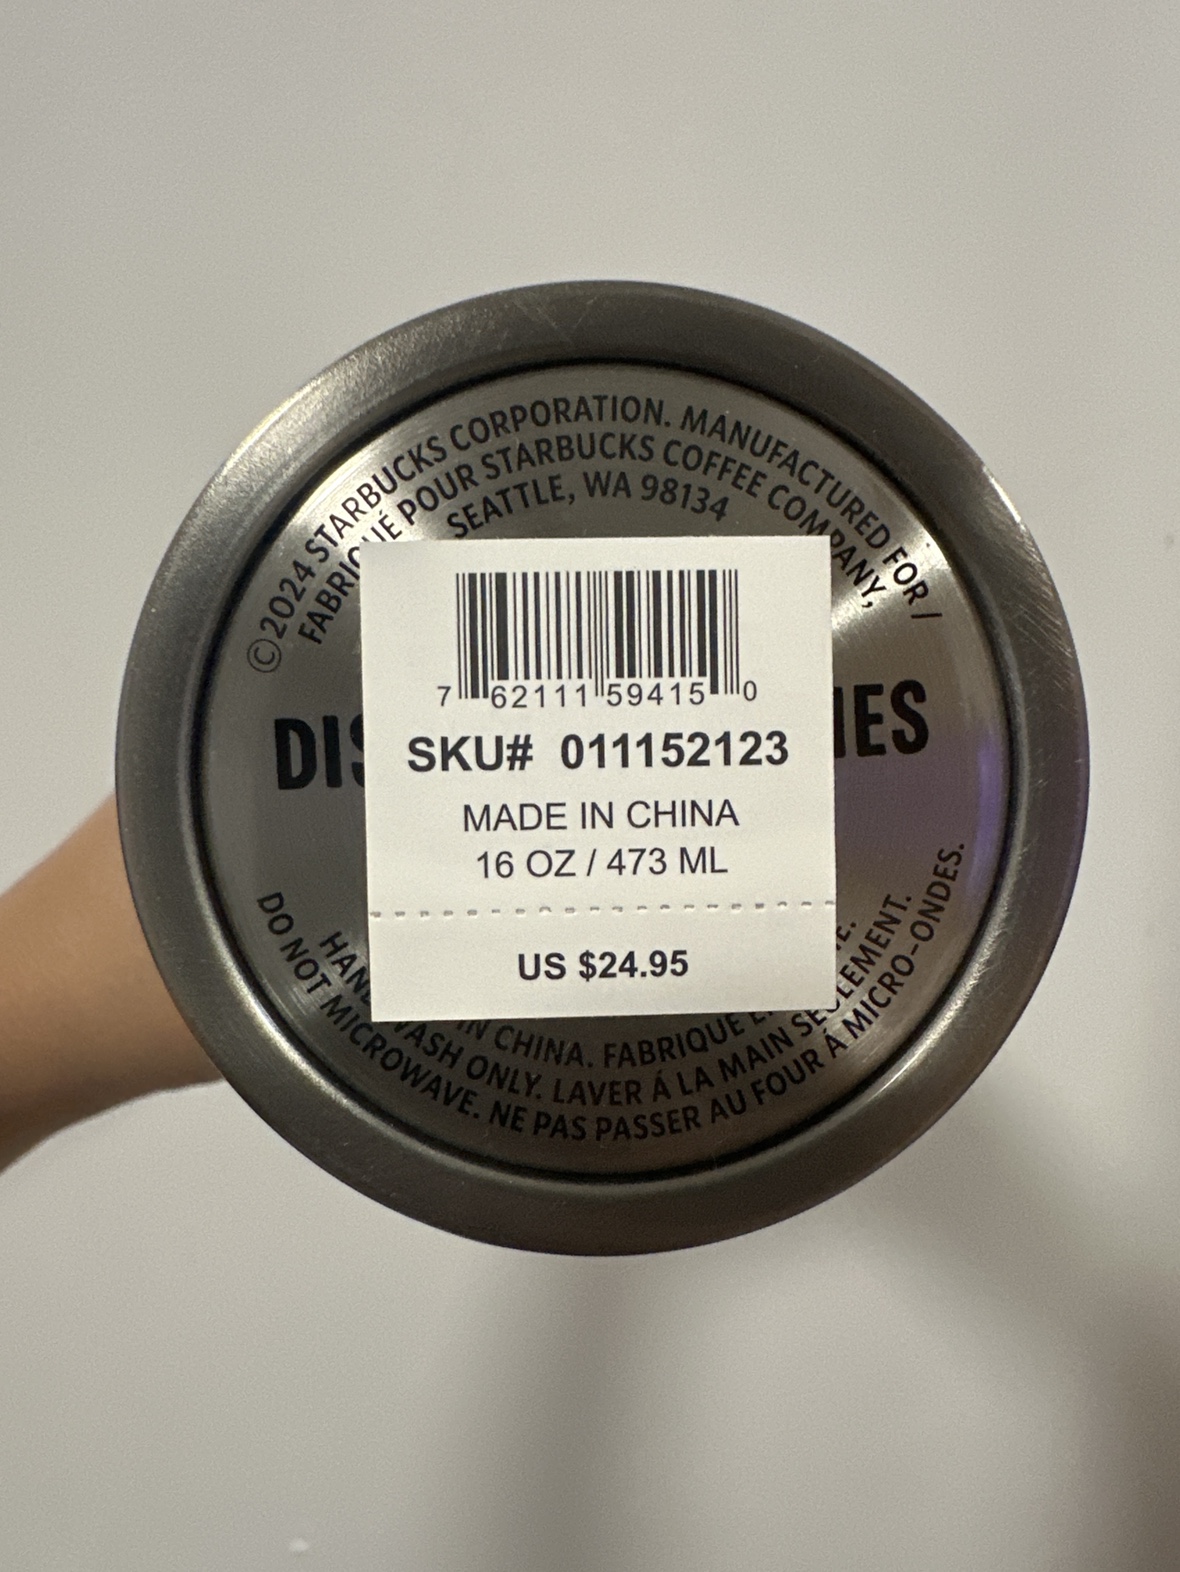 ©2024 STARBUCKS CORPORATION. MANUFACTURED FOR /
FABRIQUÉ POUR STARBUCKS COFFEE COMPANY,
SEATTLE, WA 98134
7 62111 59415 0
SKU# 011152123
MADE IN CHINA
16 OZ / 473 ML
US $24.95
IN CHINA. FABRIQUÉ
WASH ONLY. LAVER Á LA MAIN SEULEMENT.
DO NOT MICROWAVE. NE PAS PASSER AU FOUR Á MICRO-ONDES.